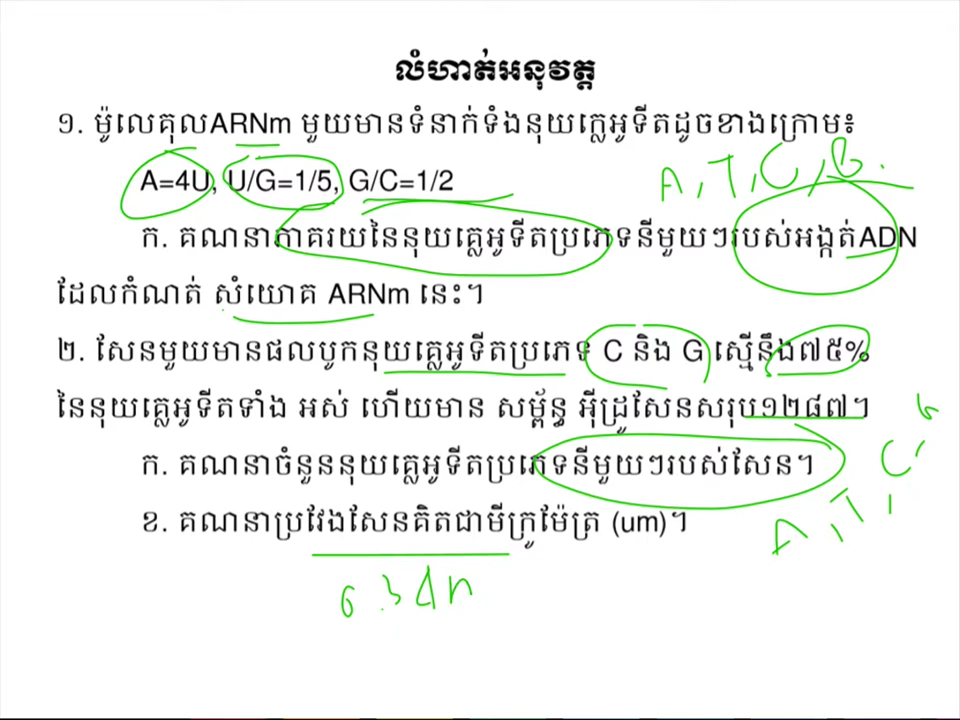 លំហាត់អនុវត្ត
១. ម៉ូលេគុលARNm មួយមានទំនាក់ទំងនុយក្លេអូទីតដូចខាងក្រោម៖
A=4U, U/G=1/5, G/C=1/2
A, T, C, G.
ក. គណនាភាគរយនៃនុយគ្លេអូទីតប្រភេទនីមួយៗរបស់អង្កត់ADN
ដែលកំណត់ សំយោគ ARNm នេះ។
២. សែនមួយមានផលបូកនុយគ្លេអូទីតប្រភេទ C និង G ស្មើនឹង៧៥%
នៃនុយគ្លេអូទីតទាំង អស់ ហើយមាន សម្ព័ន្ធ អ៊ីដ្រូសែនសរុប១២៨៧។
ក. គណនាចំនួននុយគ្លេអូទីតប្រភេទនីមួយៗរបស់សែន។
A, T, C, G
ខ. គណនាប្រវែងសែនគិតជាមីក្រូម៉ែត្រ (um)។
0.34n